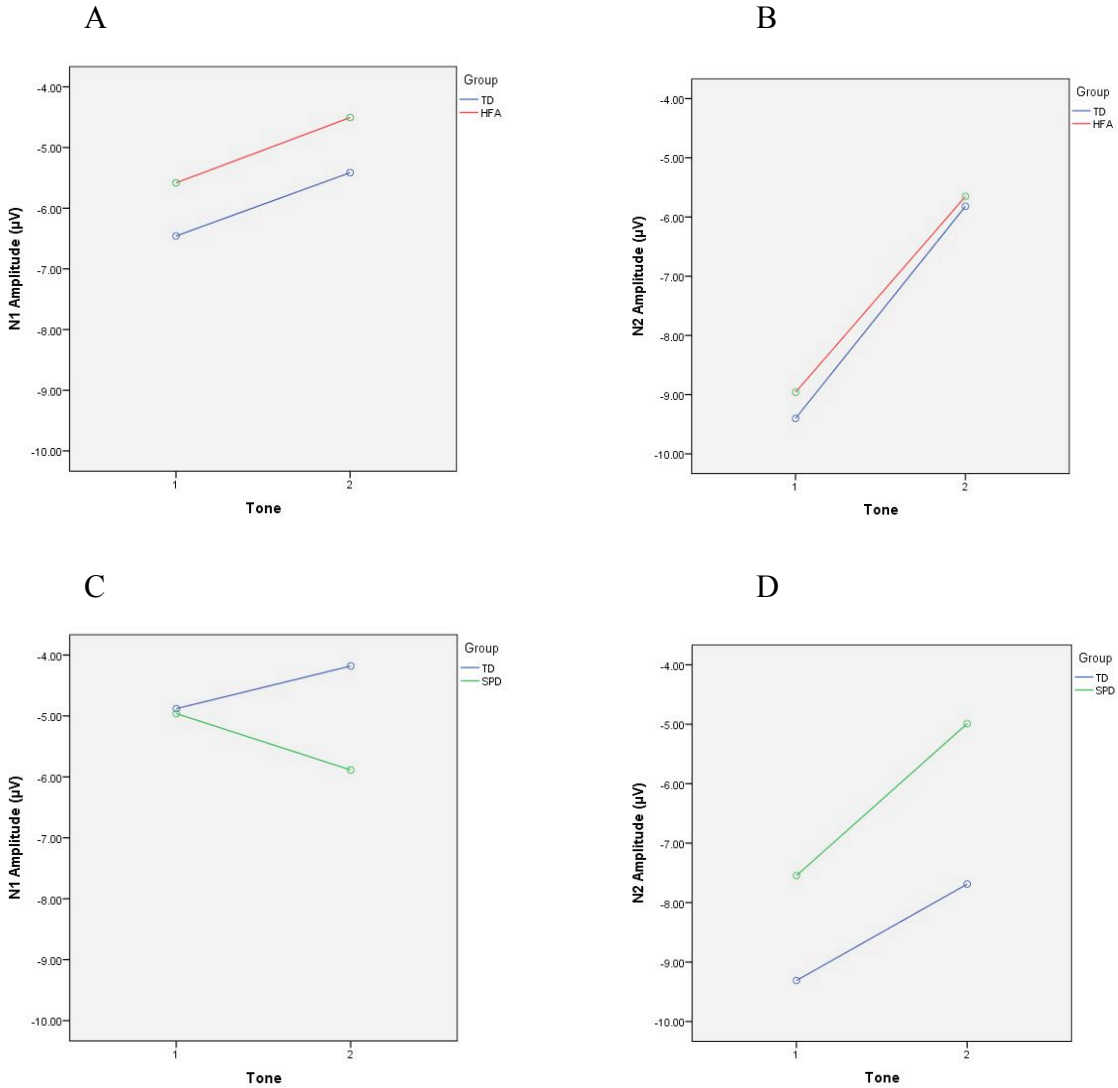 A
Group
TD
HFA
-4.00
-5.00
-6.00
-7.00
-8.00
-9.00
-10.00
N1 Amplitude (µV)
1
2
Tone
B
Group
TD
HFA
-4.00
-5.00
-6.00
-7.00
-8.00
-9.00
-10.00
N2 Amplitude (µV)
1
2
Tone
C
Group
TD
SPD
-4.00
-5.00
-6.00
-7.00
-8.00
-9.00
-10.00
N1 Amplitude (µV)
1
2
Tone
D
Group
TD
SPD
-4.00
-5.00
-6.00
-7.00
-8.00
-9.00
-10.00
N2 Amplitude (µV)
1
2
Tone